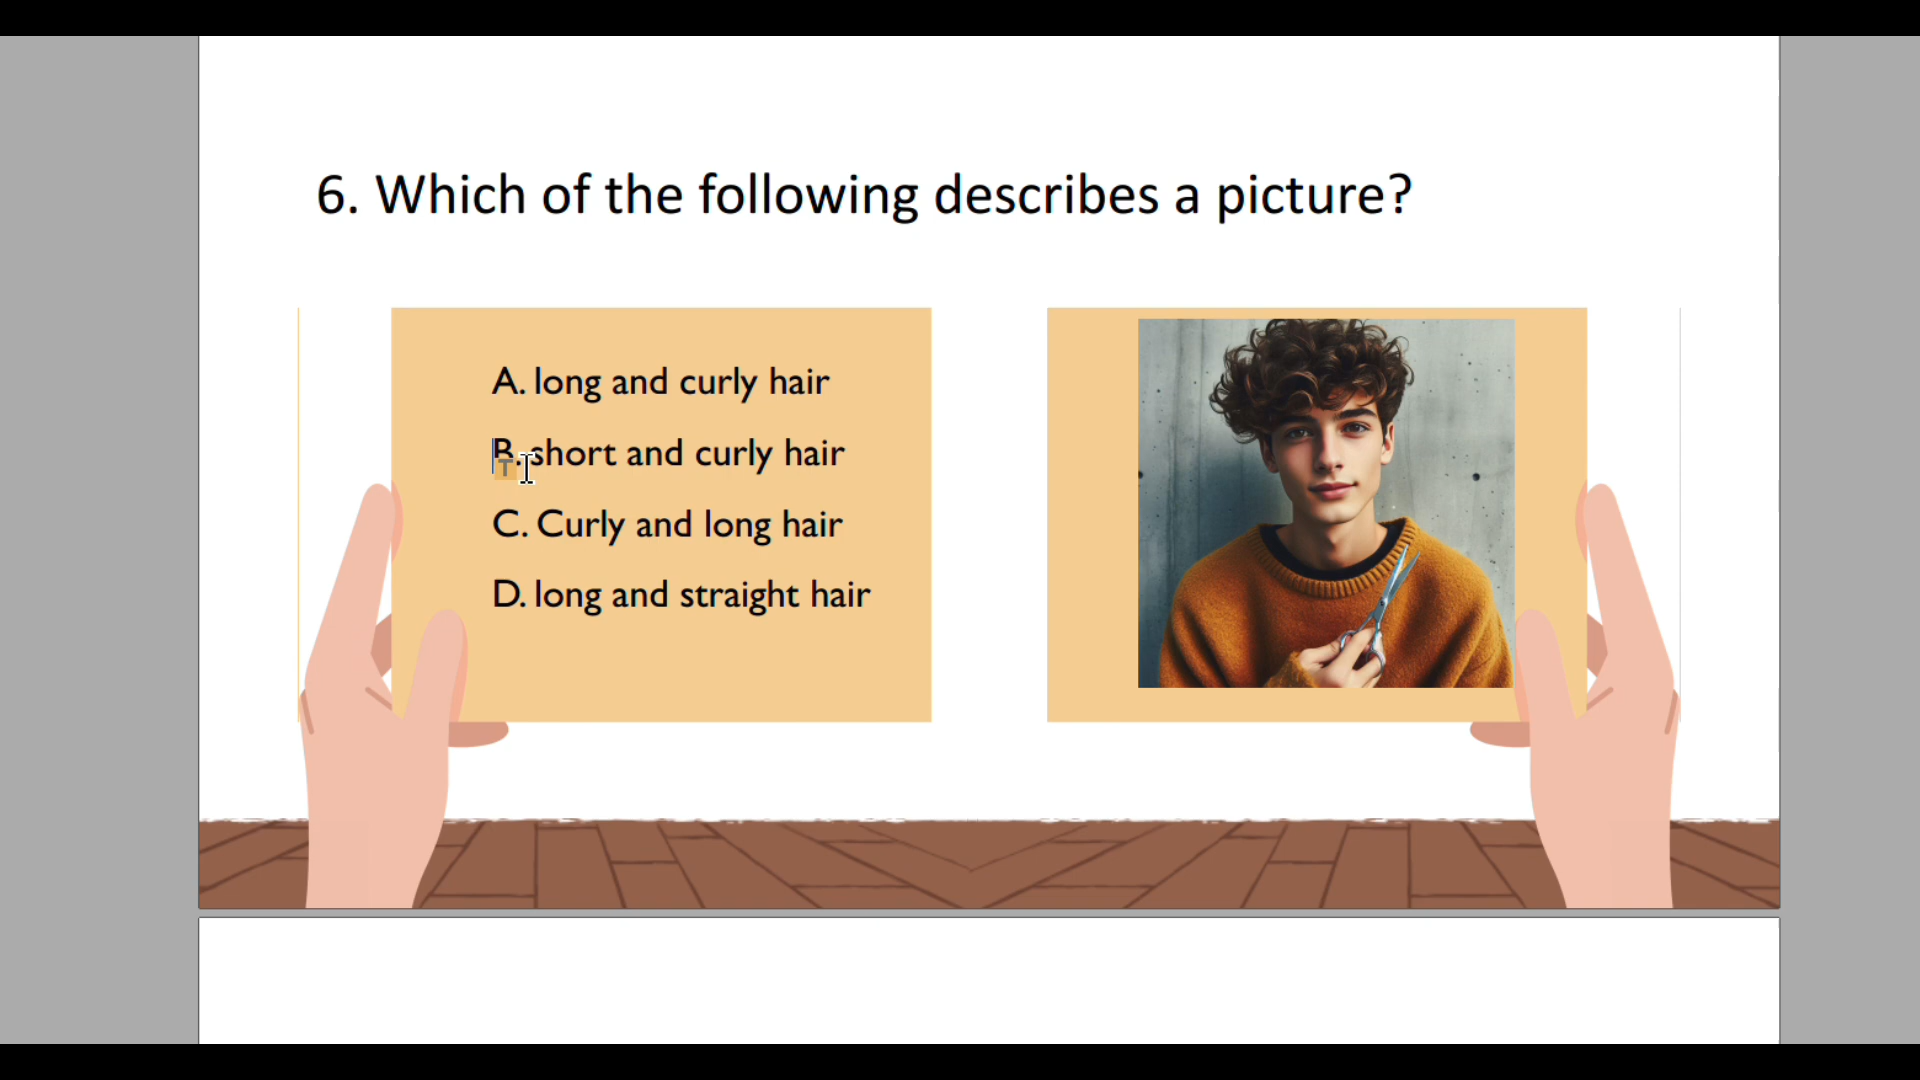 6. Which of the following describes a picture?
A. long and curly hair
B. short and curly hair
C. Curly and long hair
D. long and straight hair